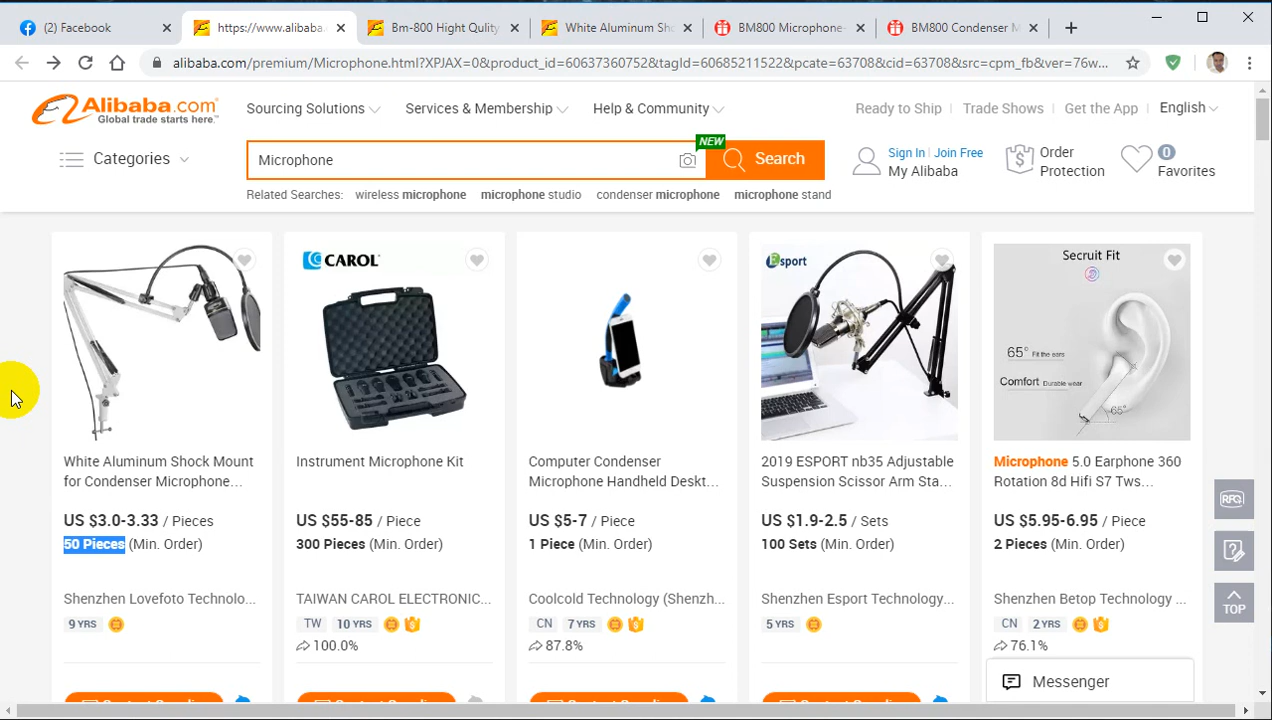 (2) Facebook
https://www.alibaba.
Bm-800 Hight Qulity
White Aluminum Sho
BM800 Microphone-
BM800 Condenser M
alibaba.com/premium/Microphone.html?XPJAX=0&product_id=60637360752&tagId=60685211522&pcate=63708&cid=63708&src=cpm_fb&ver=76w...
Alibaba.com
Global trade starts here.
Sourcing Solutions
Services & Membership
Help & Community
Ready to Ship
Trade Shows
Get the App
English
Categories
Microphone
NEW
Search
Sign In
Join Free
My Alibaba
Order
Protection
0
Favorites
Related Searches:
wireless microphone
microphone studio
condenser microphone
microphone stand
White Aluminum Shock Mount
for Condenser Microphone...
US $3.0-3.33 / Pieces
50 Pieces (Min. Order)
Shenzhen Lovefoto Technolo...
9 YRS
CAROL
Instrument Microphone Kit
US $55-85 / Piece
300 Pieces (Min. Order)
TAIWAN CAROL ELECTRONIC...
TW
10 YRS
100.0%
Computer Condenser
Microphone Handheld Deskt...
US $5-7 / Piece
1 Piece (Min. Order)
Coolcold Technology (Shenzh...
CN
7 YRS
87.8%
Esport
2019 ESPORT nb35 Adjustable
Suspension Scissor Arm Sta...
US $1.9-2.5 / Sets
100 Sets (Min. Order)
Shenzhen Esport Technology...
5 YRS
Secruit Fit
65° Fit the ears
Comfort Durable wear
65°
Microphone 5.0 Earphone 360
Rotation 8d Hifi S7 Tws...
US $5.95-6.95 / Piece
2 Pieces (Min. Order)
Shenzhen Betop Technology ...
CN
2 YRS
76.1%
RFQ
TOP
Messenger